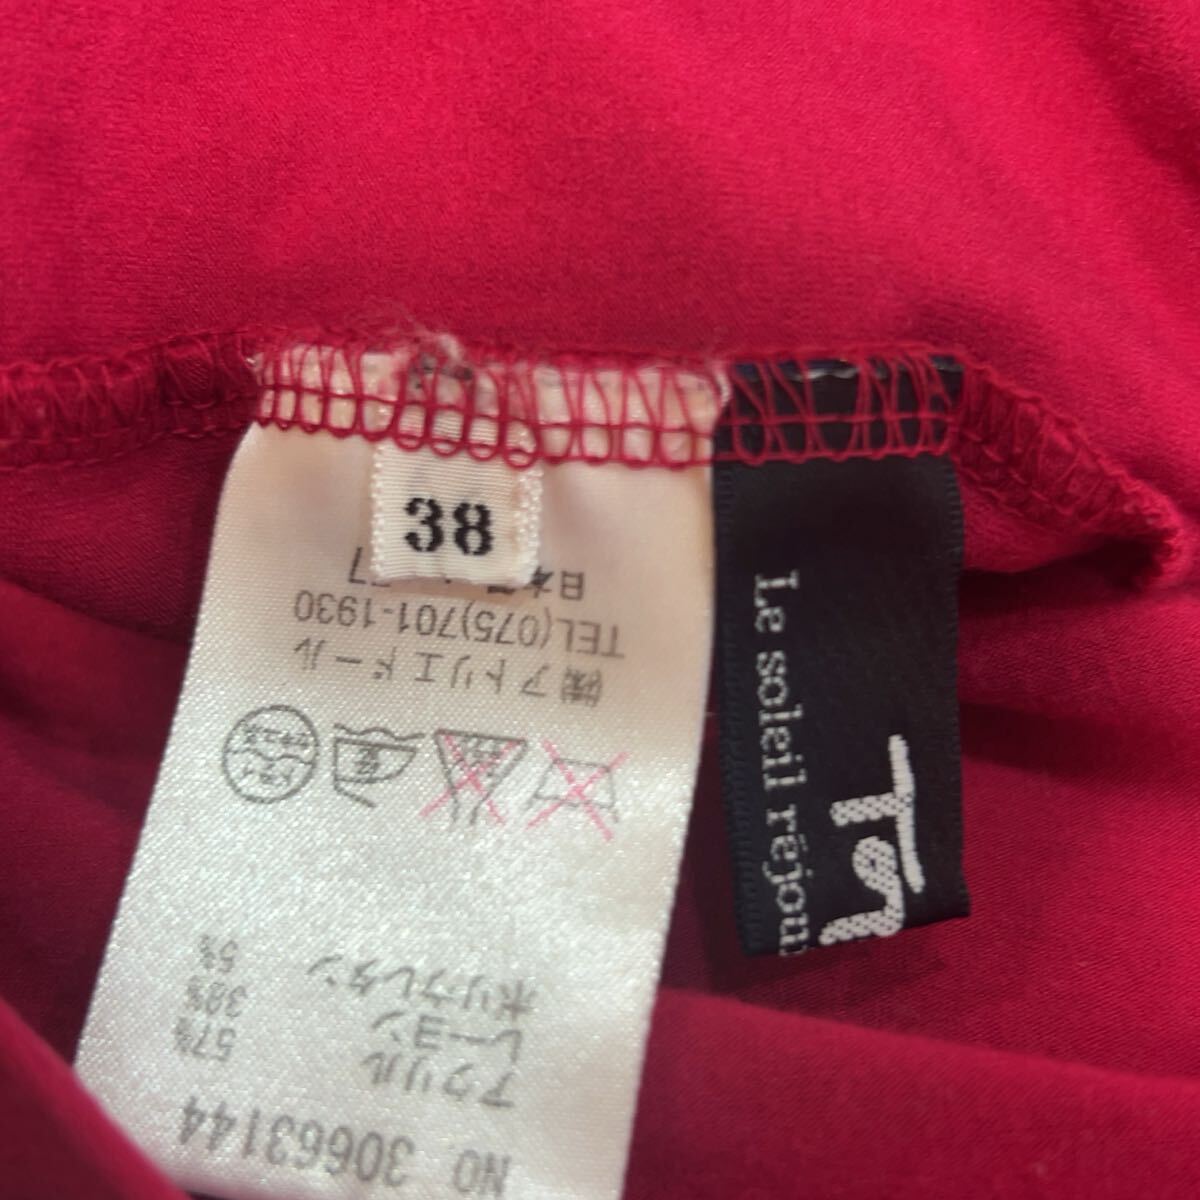 38
NO 30663144
アクリル 57%
レーヨン 38%
ポリウレタン 5%
㈱アトリエドール
TEL(075)701-1930
Le soleil réjoui